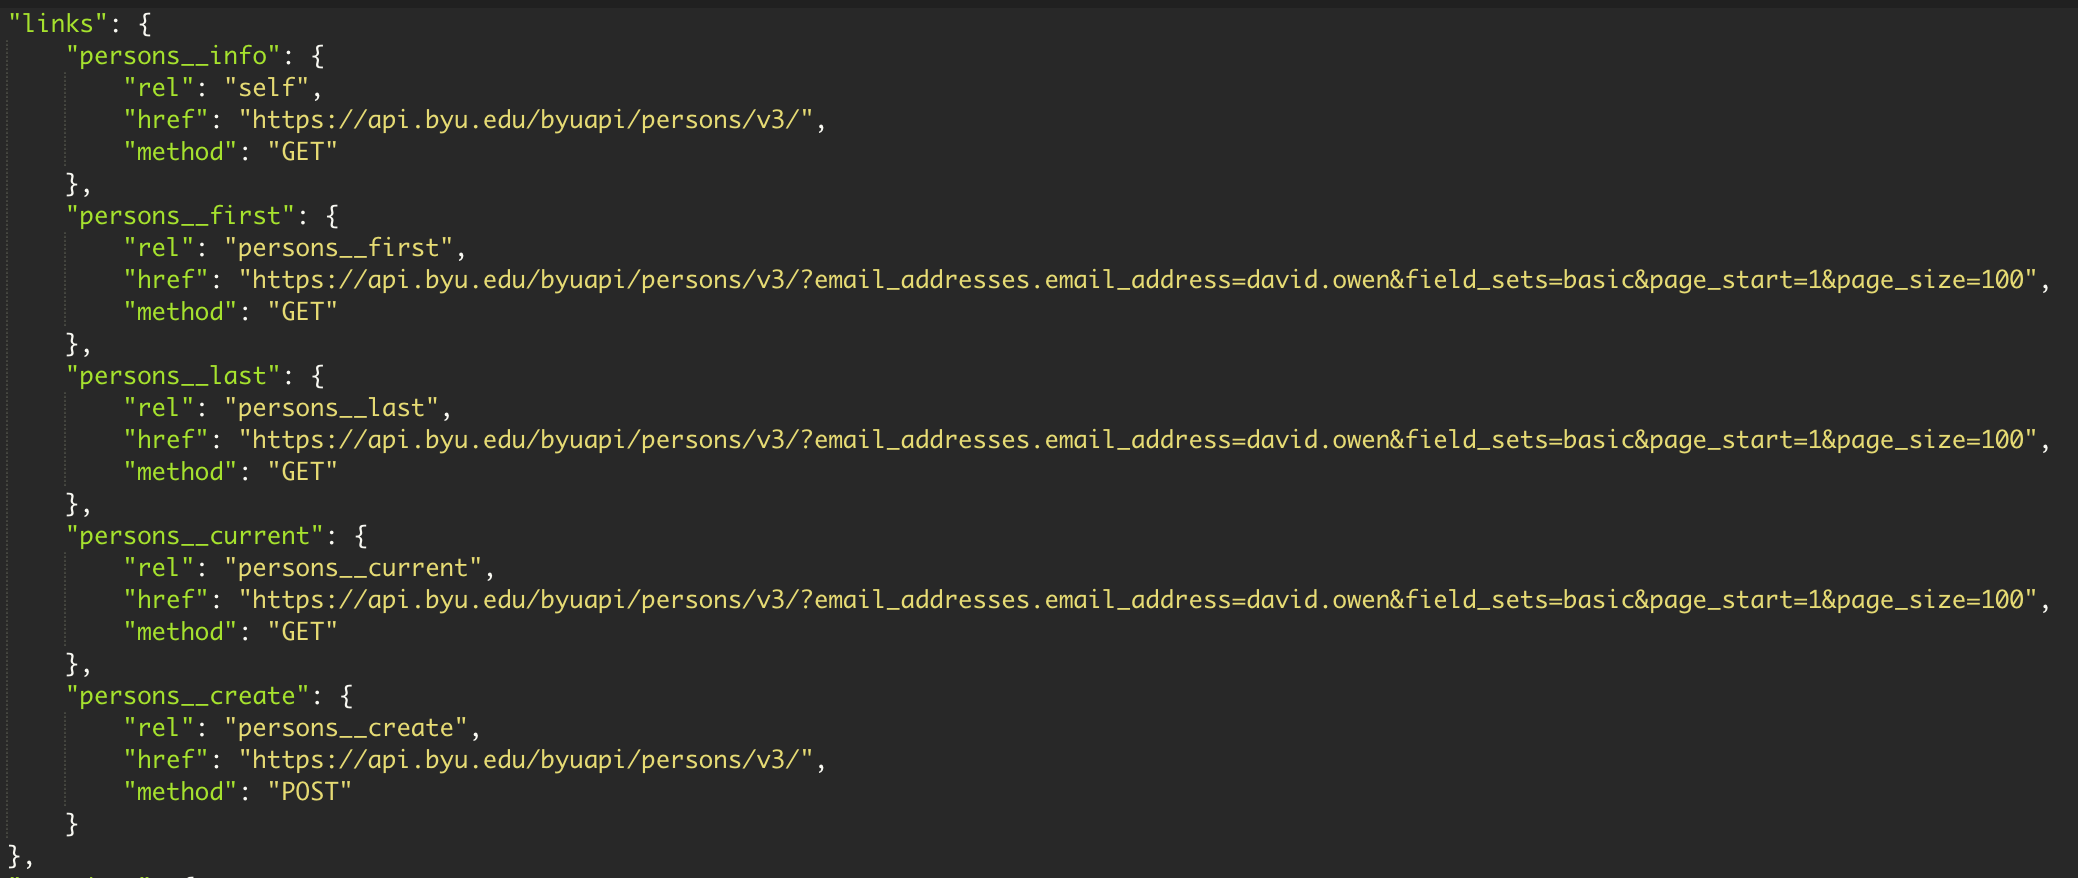 "links": {
    "persons__info": {
        "rel": "self",
        "href": "https://api.byu.edu/byuapi/persons/v3/",
        "method": "GET"
    },
    "persons__first": {
        "rel": "persons__first",
        "href": "https://api.byu.edu/byuapi/persons/v3/?email_addresses.email_address=david.owen&field_sets=basic&page_start=1&page_size=100",
        "method": "GET"
    },
    "persons__last": {
        "rel": "persons__last",
        "href": "https://api.byu.edu/byuapi/persons/v3/?email_addresses.email_address=david.owen&field_sets=basic&page_start=1&page_size=100",
        "method": "GET"
    },
    "persons__current": {
        "rel": "persons__current",
        "href": "https://api.byu.edu/byuapi/persons/v3/?email_addresses.email_address=david.owen&field_sets=basic&page_start=1&page_size=100",
        "method": "GET"
    },
    "persons__create": {
        "rel": "persons__create",
        "href": "https://api.byu.edu/byuapi/persons/v3/",
        "method": "POST"
    }
},